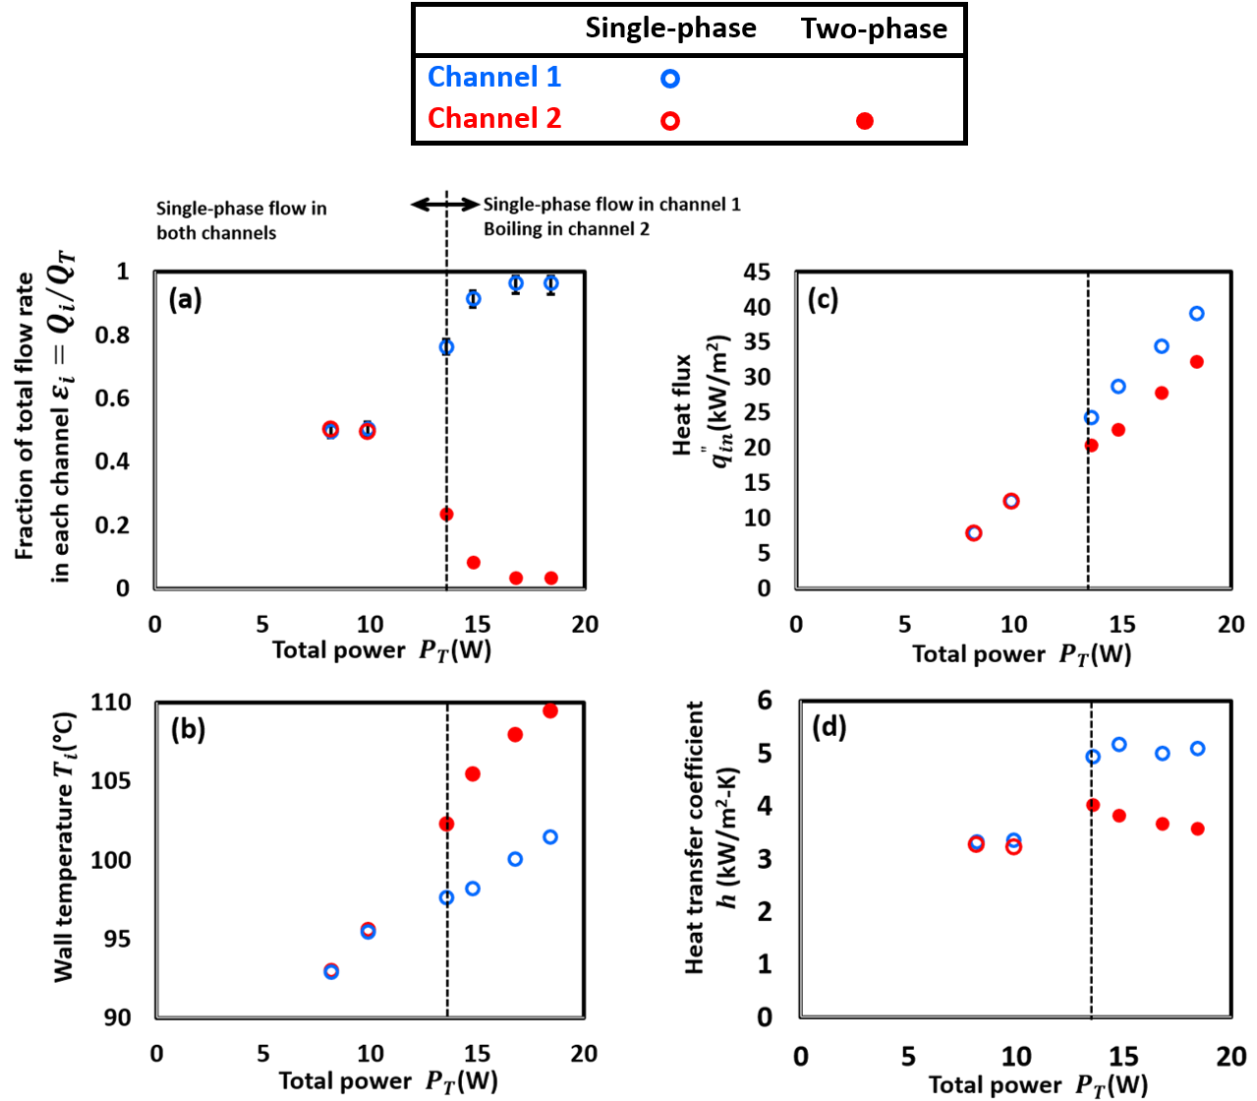 Single-phase Two-phase
Channel 1
Channel 2
Single-phase flow in
both channels
Single-phase flow in channel 1
Boiling in channel 2
Fraction of total flow rate
in each channel εᵢ = Qᵢ/Q_T
1
0.8
0.6
0.4
0.2
0
(a)
0 5 10 15 20
Total power P_T(W)
Heat flux
q″ᵢₙ(kW/m²)
45
40
35
30
25
20
15
10
5
0
(c)
0 5 10 15 20
Total power P_T(W)
Wall temperature Tᵢ(°C)
110
105
100
95
90
(b)
0 5 10 15 20
Total power P_T(W)
Heat transfer coefficient
h (kW/m²-K)
6
5
4
3
2
1
0
(d)
0 5 10 15 20
Total power P_T(W)